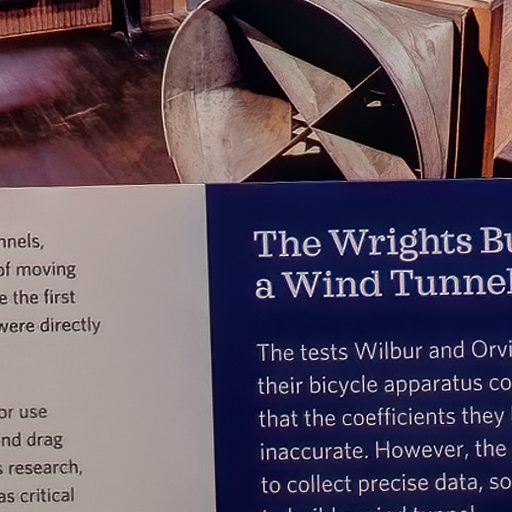 nnels,
of moving
e the first
were directly
or use
nd drag
s research,
as critical
The Wrights Bu
a Wind Tunnel
The tests Wilbur and Orvi
their bicycle apparatus co
that the coefficients they
inaccurate. However, the
to collect precise data, so